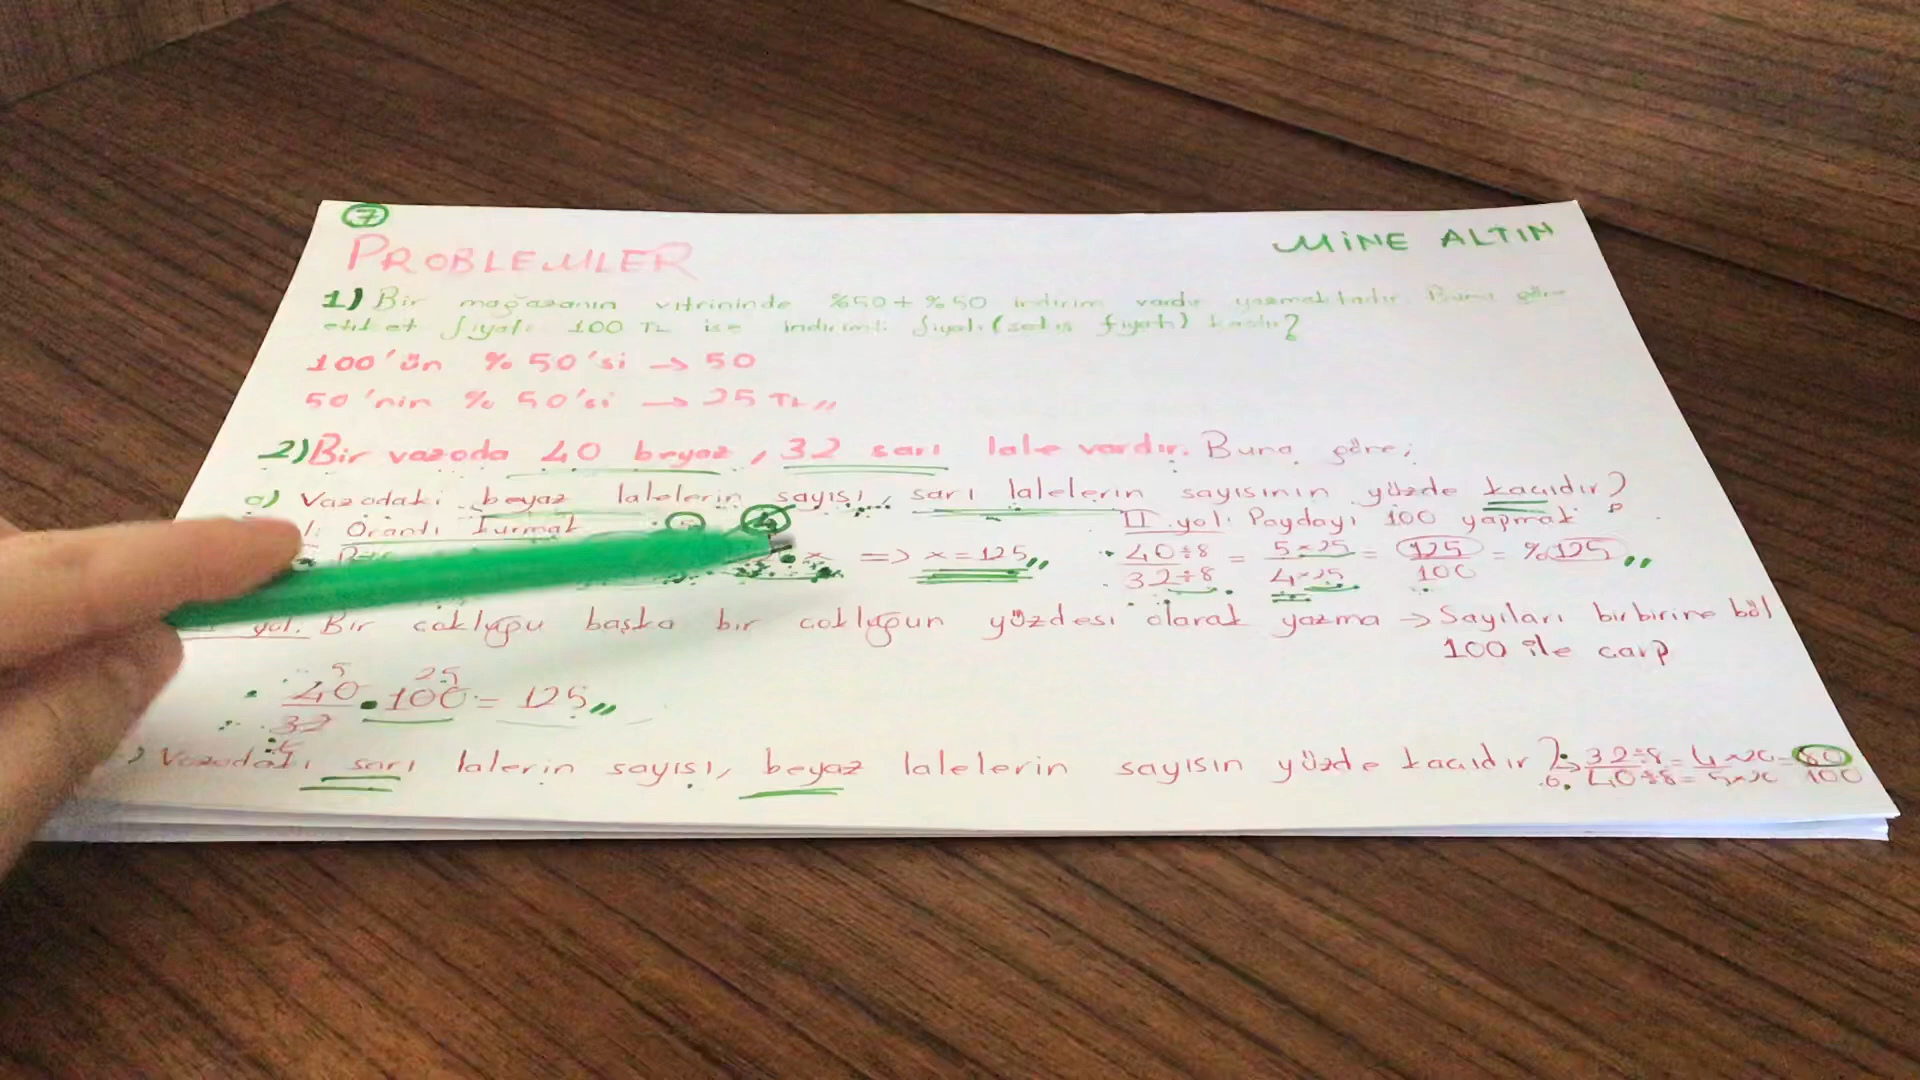 7
PROBLEMLER
MİNE ALTIN
1) Bir mağazanın vitrininde %50 + %50 indirim vardır yazmaktadır. Buna göre
etiket fiyatı 100 TL ise indirimli fiyatı (satış fiyatı) kaçtır?
100'ün % 50'si → 50
50'nin % 50'si → 25 TL,,
2) Bir vazoda 40 beyaz, 32 sarı lale vardır. Buna göre;
a) Vazodaki beyaz lalelerin sayısı, sarı lalelerin sayısının yüzde kaçıdır?
Orantı kurmak
II. yol: Paydayı 100 yapmak
x => x = 125,,
40÷8/32÷8 = 5×25/4×25 = 125/100 = %125,,
yol. Bir çokluğu başka bir çokluğun yüzdesi olarak yazma → Sayıları birbirine böl
100 ile çarp
5 25
40/32 . 100 = 125,,
4
) Vazodaki sarı lalerin sayısı, beyaz lalelerin sayısın yüzde kaçıdır?
32÷8/40÷8 = 4×20/5×20 = 80/100